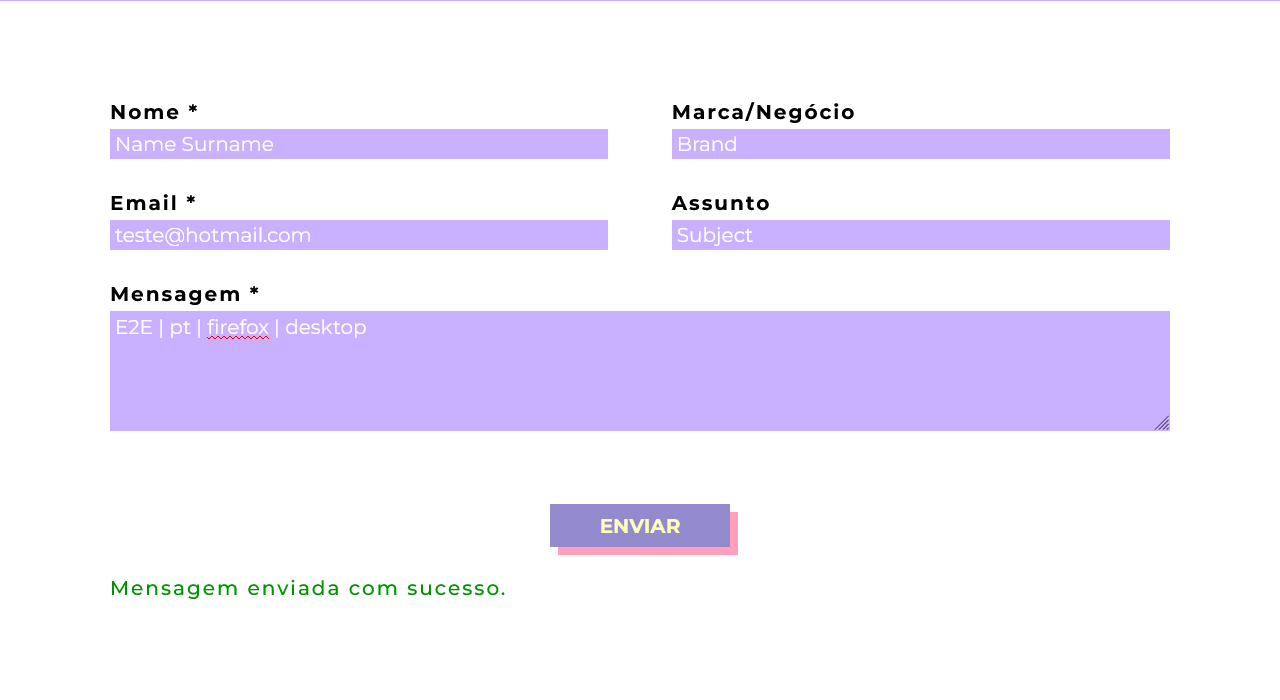 Nome *
Marca/Negócio
Name Surname
Brand
Email *
Assunto
teste@hotmail.com
Subject
Mensagem *
E2E | pt | firefox | desktop
ENVIAR
Mensagem enviada com sucesso.